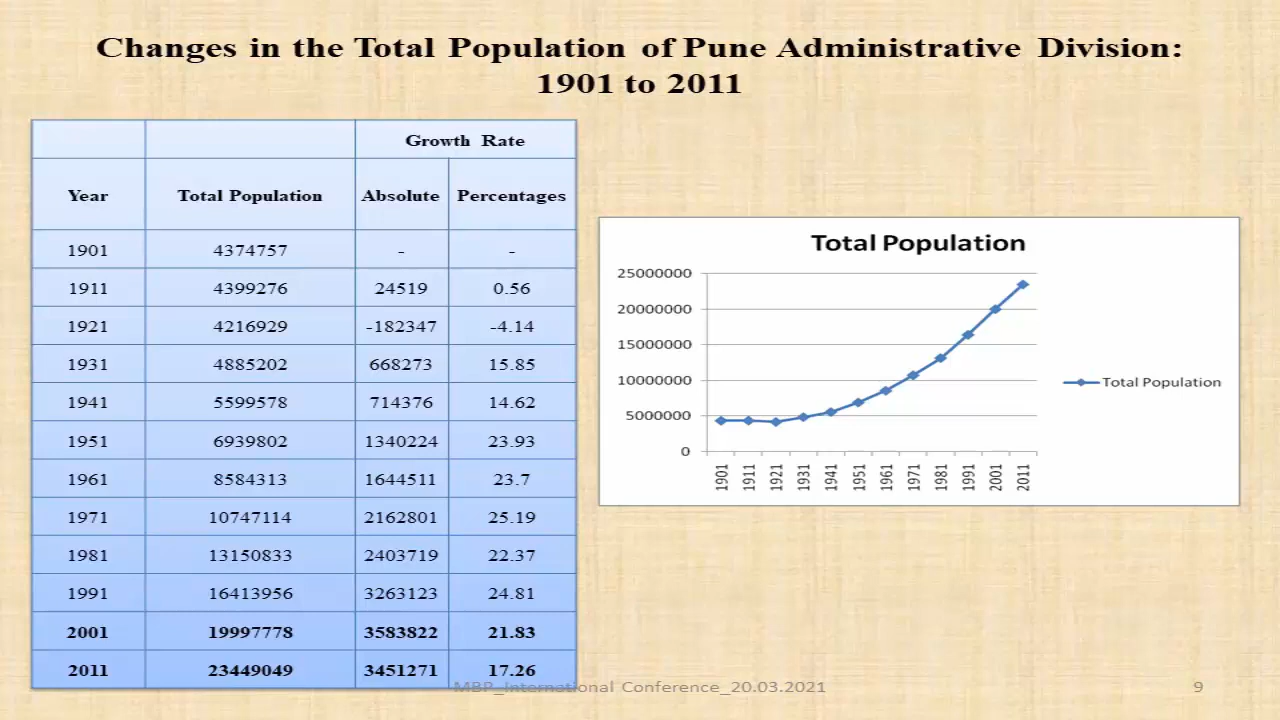 Changes in the Total Population of Pune Administrative Division:
1901 to 2011
Growth Rate
Year Total Population Absolute Percentages
1901 4374757 - -
1911 4399276 24519 0.56
1921 4216929 -182347 -4.14
1931 4885202 668273 15.85
1941 5599578 714376 14.62
1951 6939802 1340224 23.93
1961 8584313 1644511 23.7
1971 10747114 2162801 25.19
1981 13150833 2403719 22.37
1991 16413956 3263123 24.81
2001 19997778 3583822 21.83
2011 23449049 3451271 17.26
Total Population
25000000
20000000
15000000
10000000
5000000
0
1901 1911 1921 1931 1941 1951 1961 1971 1981 1991 2001 2011
Total Population
MBP_International Conference_20.03.2021
9